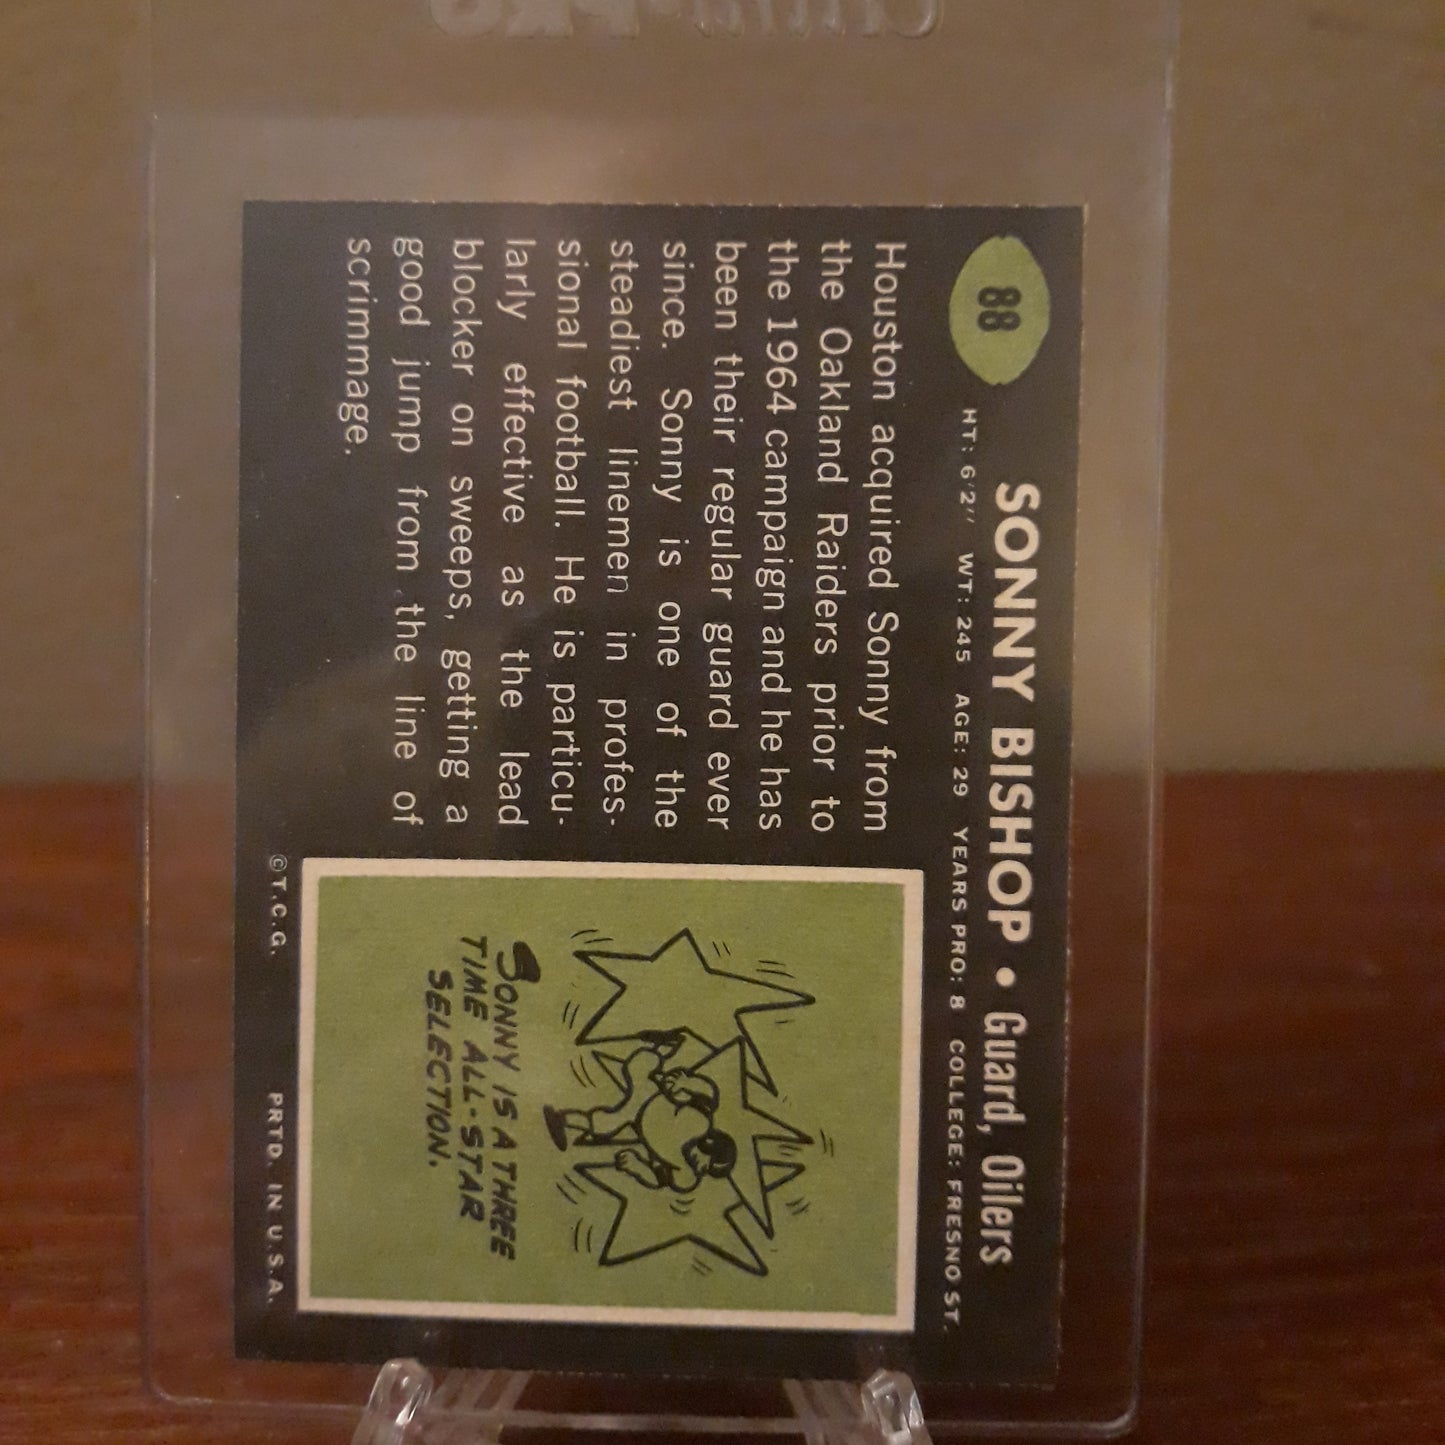 88
SONNY BISHOP • Guard, Oilers
HT: 6'2" WT: 245 AGE: 29 YEARS PRO: 8 COLLEGE: FRESNO ST.
Houston acquired Sonny from
the Oakland Raiders prior to
the 1964 campaign and he has
been their regular guard ever
since. Sonny is one of the
steadiest linemen in profes-
sional football. He is particu-
larly effective as the lead
blocker on sweeps, getting a
good jump from the line of
scrimmage.
SONNY IS A THREE
TIME ALL-STAR
SELECTION.
© T.C.G. PRTD. IN U.S.A.